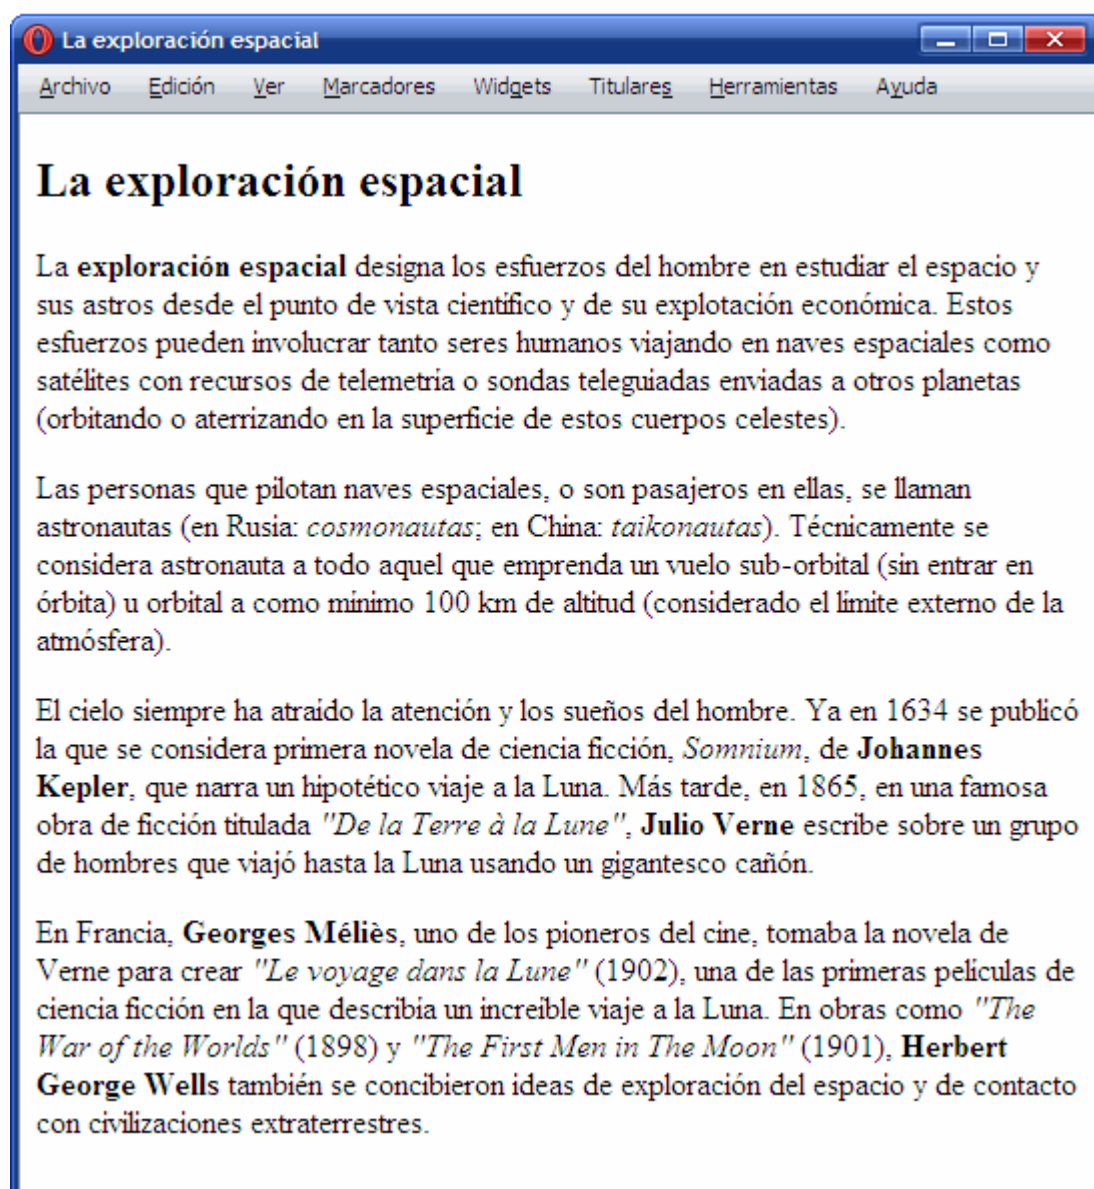 La exploración espacial
Archivo Edición Ver Marcadores Widgets Titulares Herramientas Ayuda
La exploración espacial
La exploración espacial designa los esfuerzos del hombre en estudiar el espacio y
sus astros desde el punto de vista científico y de su explotación económica. Estos
esfuerzos pueden involucrar tanto seres humanos viajando en naves espaciales como
satélites con recursos de telemetría o sondas teleguiadas enviadas a otros planetas
(orbitando o aterrizando en la superficie de estos cuerpos celestes).
Las personas que pilotan naves espaciales, o son pasajeros en ellas, se llaman
astronautas (en Rusia: cosmonautas; en China: taikonautas). Técnicamente se
considera astronauta a todo aquel que emprenda un vuelo sub-orbital (sin entrar en
órbita) u orbital a como mínimo 100 km de altitud (considerado el límite externo de la
atmósfera).
El cielo siempre ha atraído la atención y los sueños del hombre. Ya en 1634 se publicó
la que se considera primera novela de ciencia ficción, Somnium, de Johannes
Kepler, que narra un hipotético viaje a la Luna. Más tarde, en 1865, en una famosa
obra de ficción titulada "De la Terre à la Lune", Julio Verne escribe sobre un grupo
de hombres que viajó hasta la Luna usando un gigantesco cañón.
En Francia, Georges Méliès, uno de los pioneros del cine, tomaba la novela de
Verne para crear "Le voyage dans la Lune" (1902), una de las primeras películas de
ciencia ficción en la que describía un increíble viaje a la Luna. En obras como "The
War of the Worlds" (1898) y "The First Men in The Moon" (1901), Herbert
George Wells también se concibieron ideas de exploración del espacio y de contacto
con civilizaciones extraterrestres.